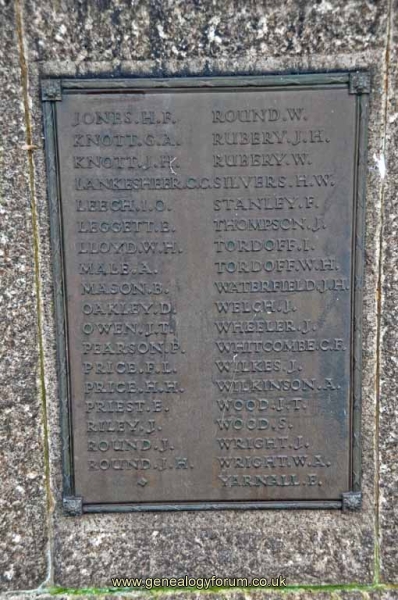 JONES.H.F.
KNOTT.G.A.
KNOTT.J.H.
LANKESHEER.C.C.
LEECH.J.O.
LEGGETT.E.
LLOYD.W.H.
MALE.A.
MASON.B.
OAKLEY.D.
OWEN.J.T.
PEARSON.P.
PRICE.F.L.
PRICE.H.H.
PRIEST.E.
RILEY.J.
ROUND.J.
ROUND.J.H.
ROUND.W.
RUBERY.J.H.
RUBERY.W.
SILVERS.H.W.
STANLEY.F.
THOMPSON.J.
TORDOFF.I.
TORDOFF.W.H.
WATERFIELD.J.H.
WELCH.J.
WHEELER.J.
WHITCOMBE.C.F.
WILKES.J.
WILKINSON.A.
WOOD.J.T.
WOOD.S.
WRIGHT.J.
WRIGHT.W.A.
YARNALL.F.
www.genealogyforum.co.uk